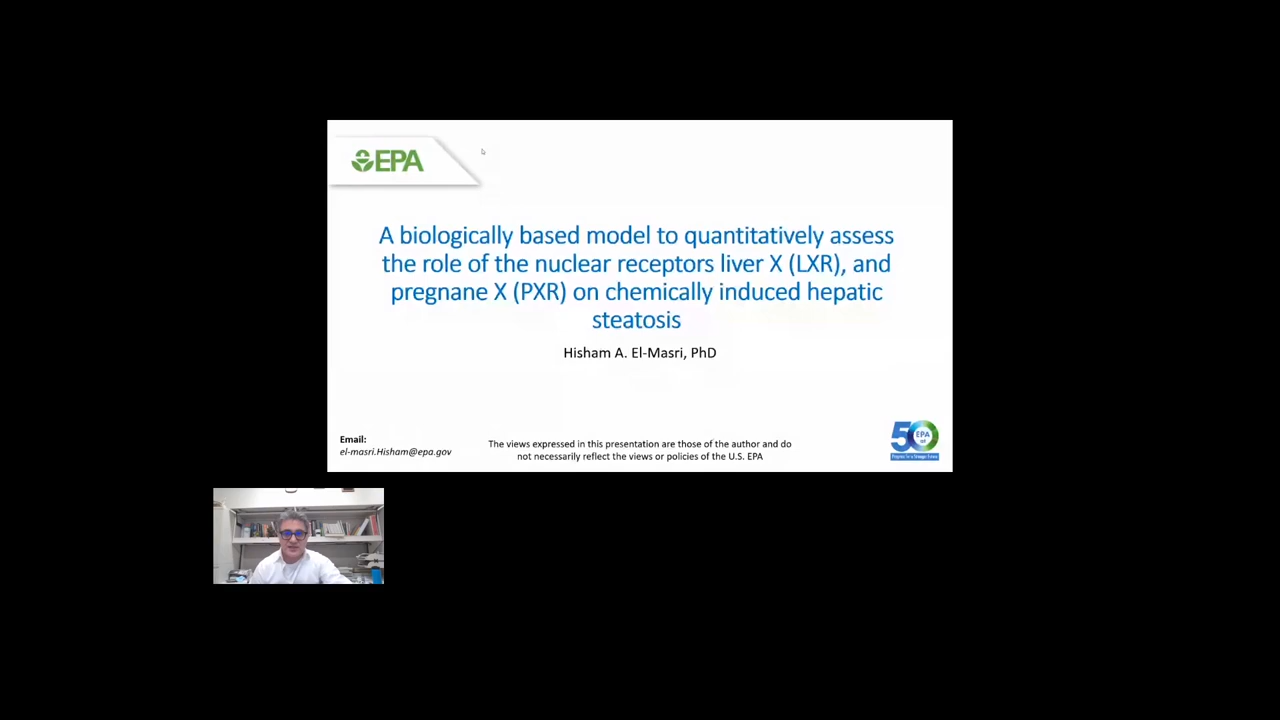 EPA
A biologically based model to quantitatively assess
the role of the nuclear receptors liver X (LXR), and
pregnane X (PXR) on chemically induced hepatic
steatosis
Hisham A. El-Masri, PhD
Email:
el-masri.Hisham@epa.gov
The views expressed in this presentation are those of the author and do
not necessarily reflect the views or policies of the U.S. EPA
50
EPA
at